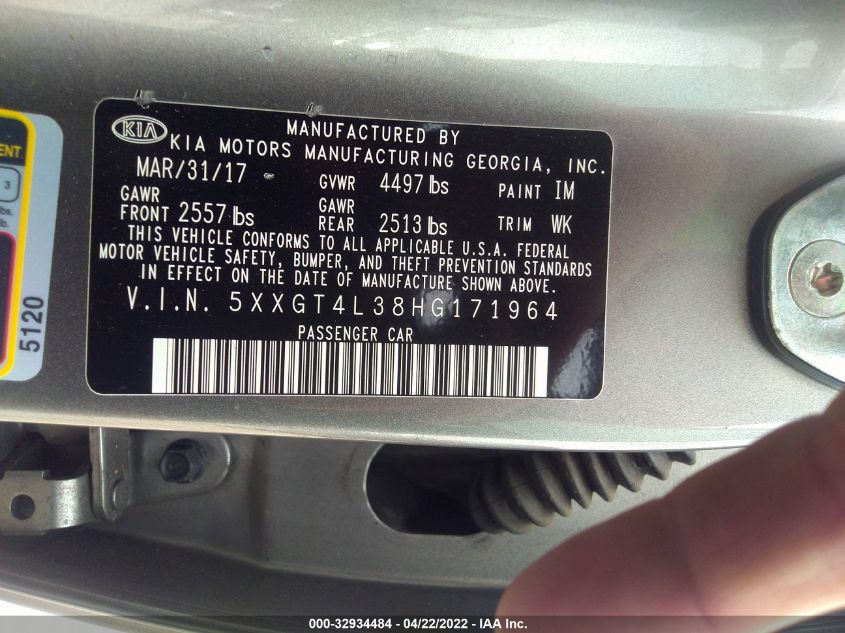 KIA
MANUFACTURED BY
KIA MOTORS MANUFACTURING GEORGIA, INC.
MAR/31/17 GVWR 4497 lbs PAINT IM
GAWR FRONT 2557 lbs GAWR REAR 2513 lbs TRIM WK
THIS VEHICLE CONFORMS TO ALL APPLICABLE U.S.A. FEDERAL
MOTOR VEHICLE SAFETY, BUMPER, AND THEFT PREVENTION STANDARDS
IN EFFECT ON THE DATE OF MANUFACTURE SHOWN ABOVE.
V.I.N. 5XXGT4L38HG171964
PASSENGER CAR
3
5120
000-32934484 - 04/22/2022 - IAA Inc.